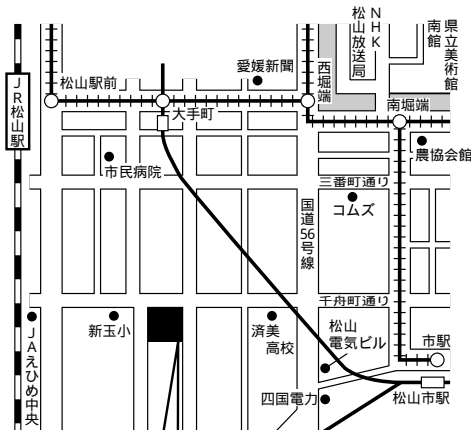 NHK
松山放送局
県立美術館
南館
愛媛新聞
西堀端
松山駅前
大手町
南堀端
JR松山駅
農協会館
市民病院
三番町通り
コムズ
国道56号線
千舟町通り
新玉小
済美
高校
松山
電気ビル
市駅
JAえひめ中央
四国電力
松山市駅